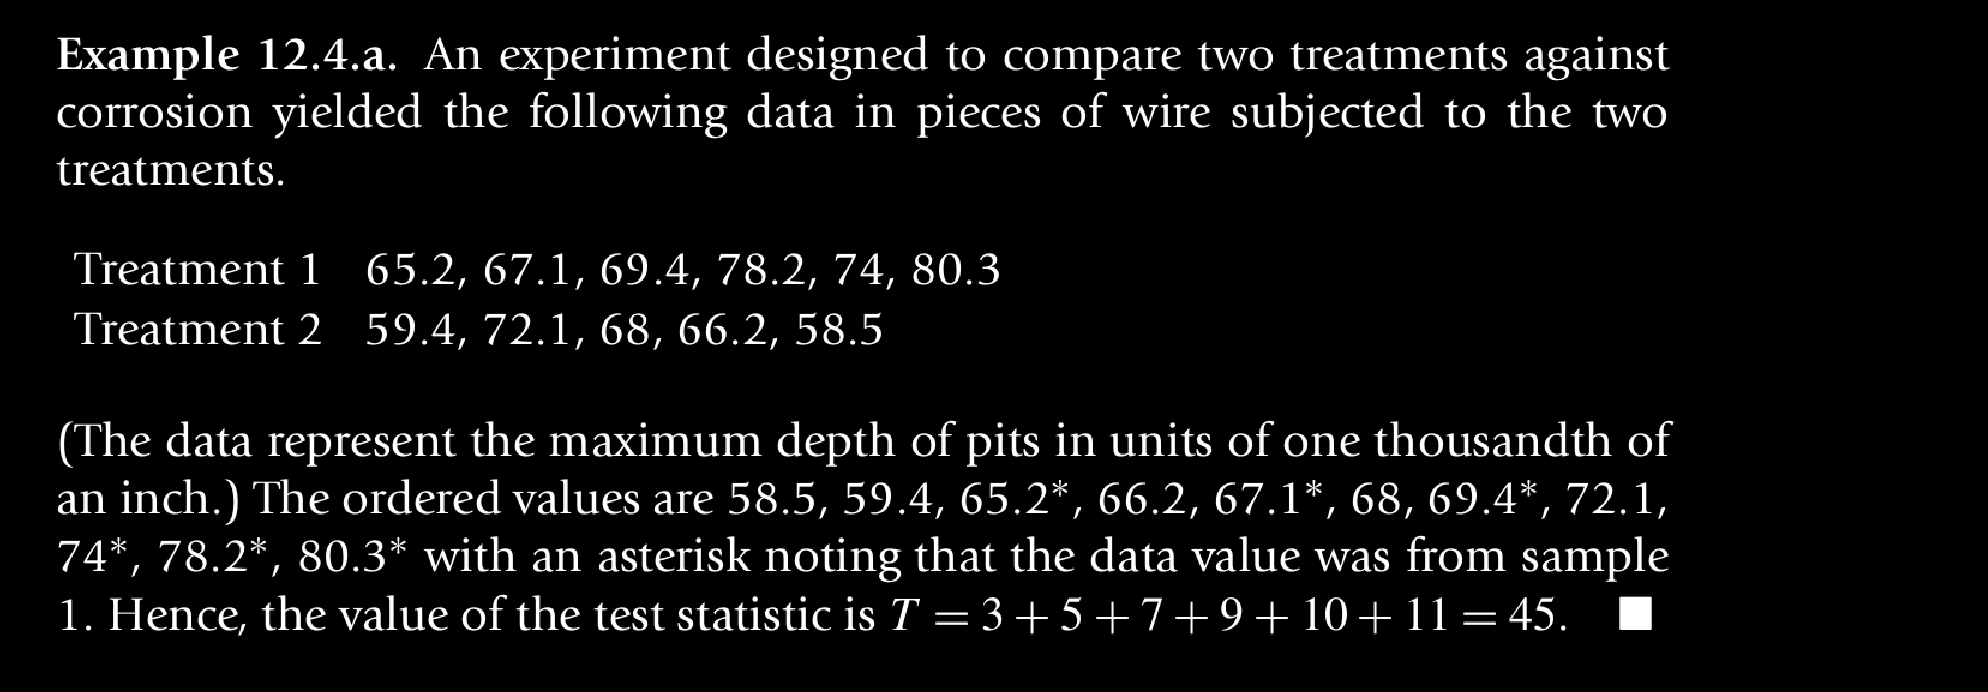 Example 12.4.a. An experiment designed to compare two treatments against
corrosion yielded the following data in pieces of wire subjected to the two
treatments.
Treatment 1 65.2, 67.1, 69.4, 78.2, 74, 80.3
Treatment 2 59.4, 72.1, 68, 66.2, 58.5
(The data represent the maximum depth of pits in units of one thousandth of
an inch.) The ordered values are 58.5, 59.4, 65.2*, 66.2, 67.1*, 68, 69.4*, 72.1,
74*, 78.2*, 80.3* with an asterisk noting that the data value was from sample
1. Hence, the value of the test statistic is T = 3 + 5 + 7 + 9 + 10 + 11 = 45. ■